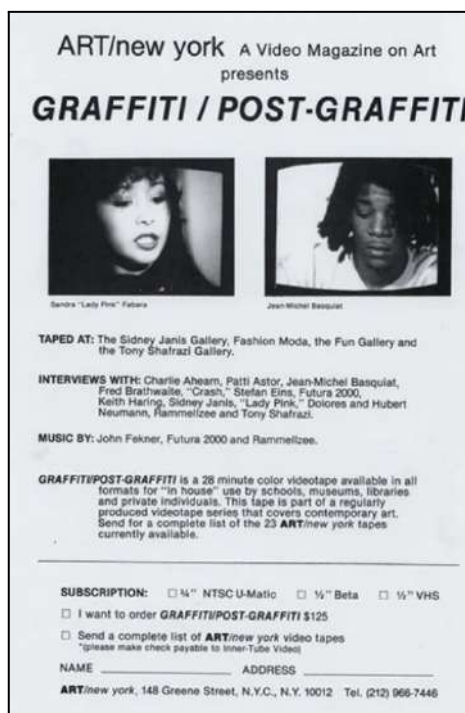 ART/new york A Video Magazine on Art
presents
GRAFFITI / POST-GRAFFITI
Sandra "Lady Pink" Fabara
Jean-Michel Basquiat
TAPED AT: The Sidney Janis Gallery, Fashion Moda, the Fun Gallery and
the Tony Shafrazi Gallery.
INTERVIEWS WITH: Charlie Ahearn, Patti Astor, Jean-Michel Basquiat,
Fred Brathwaite, "Crash," Stefan Eins, Futura 2000,
Keith Haring, Sidney Janis, "Lady Pink," Dolores and Hubert
Neumann, Rammellzee and Tony Shafrazi.
MUSIC BY: John Fekner, Futura 2000 and Rammellzee.
GRAFFITI/POST-GRAFFITI is a 28 minute color videotape available in all
formats for "in house" use by schools, museums, libraries
and private individuals. This tape is part of a regularly
produced videotape series that covers contemporary art.
Send for a complete list of the 23 ART/new york tapes
currently available.
SUBSCRIPTION: □ ¾" NTSC U-Matic □ ½" Beta □ ½" VHS
□ I want to order GRAFFITI/POST-GRAFFITI $125
□ Send a complete list of ART/new york video tapes
*(please make check payable to Inner-Tube Video)
NAME ADDRESS
ART/new york, 148 Greene Street, N.Y.C., N.Y. 10012 Tel. (212) 966-7446